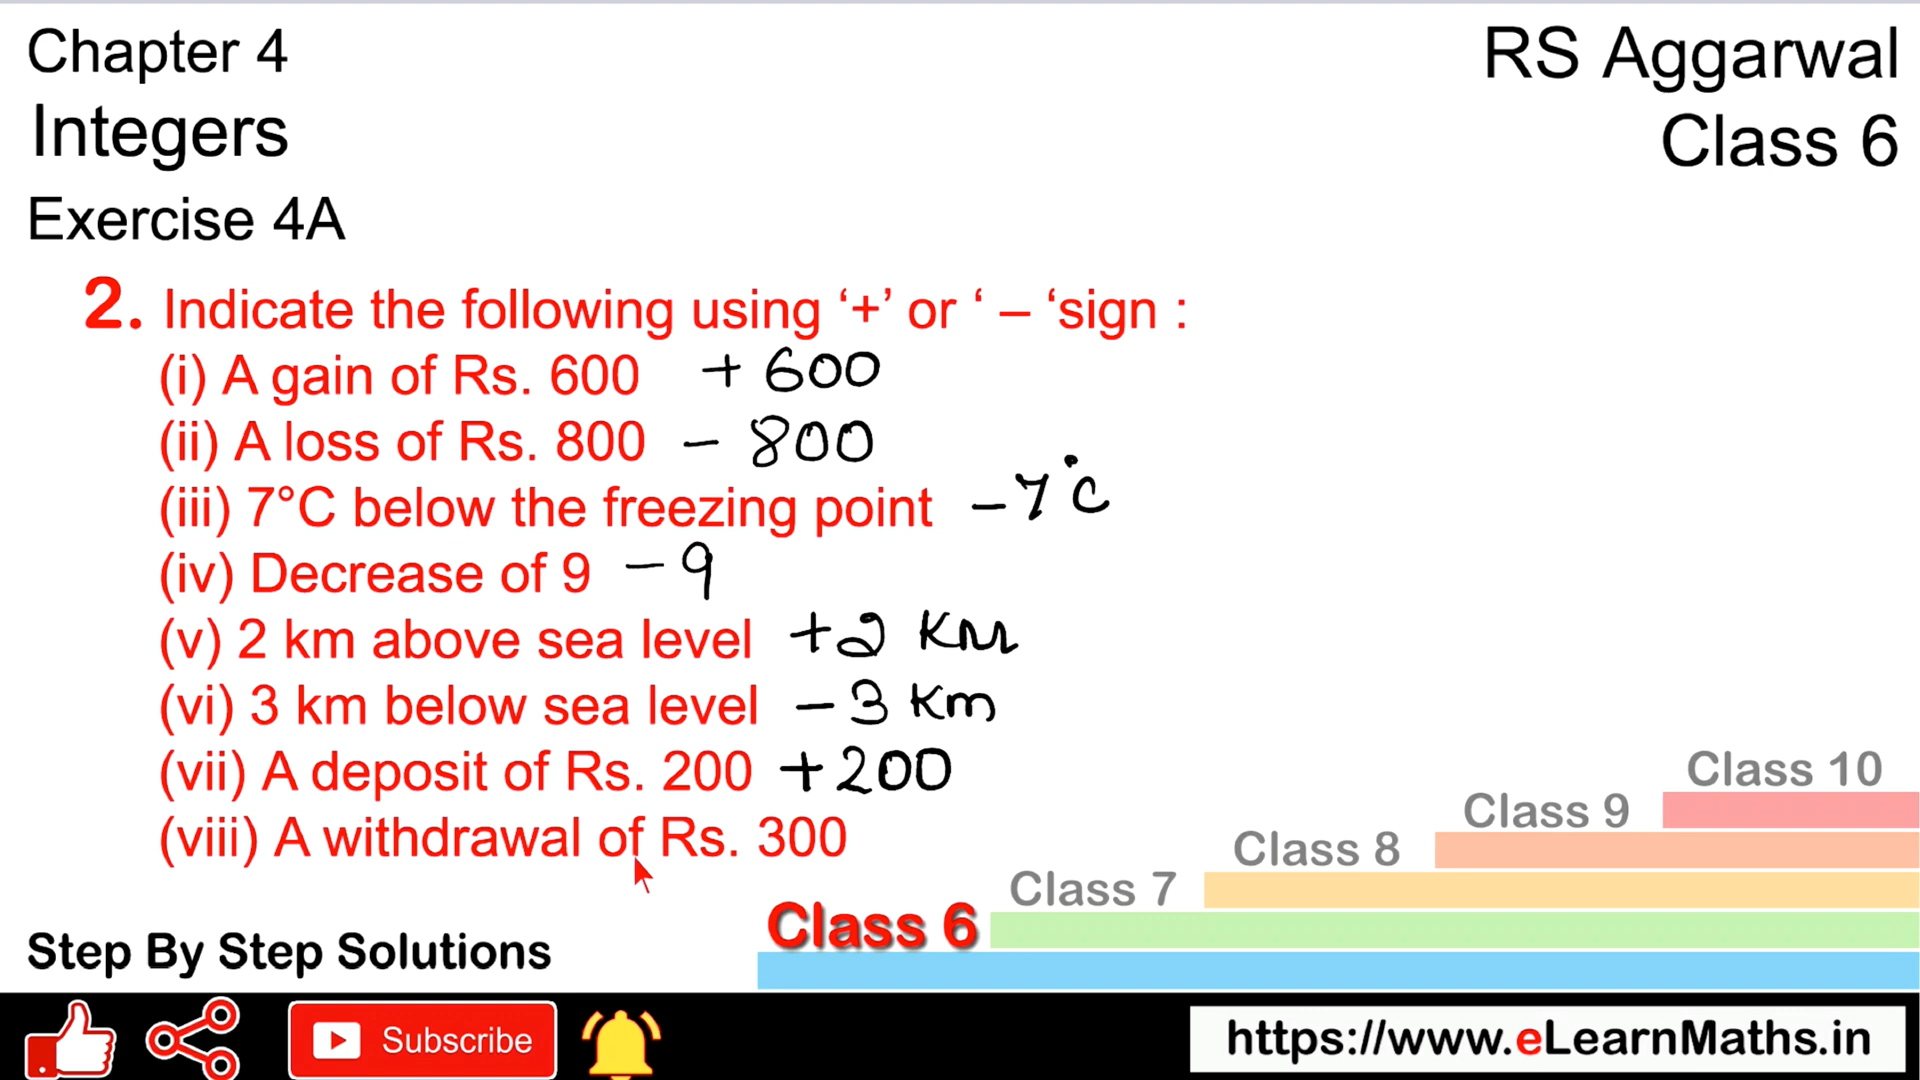 Chapter 4
RS Aggarwal
Integers
Class 6
Exercise 4A
2. Indicate the following using ‘+’ or ‘ – ‘sign :
(i) A gain of Rs. 600 + 600
(ii) A loss of Rs. 800 - 800
(iii) 7°C below the freezing point -7°C
(iv) Decrease of 9 -9
(v) 2 km above sea level +2 KM
(vi) 3 km below sea level -3 Km
(vii) A deposit of Rs. 200 +200
(viii) A withdrawal of Rs. 300
Class 10
Class 9
Class 8
Class 7
Class 6
Step By Step Solutions
Subscribe
https://www.eLearnMaths.in